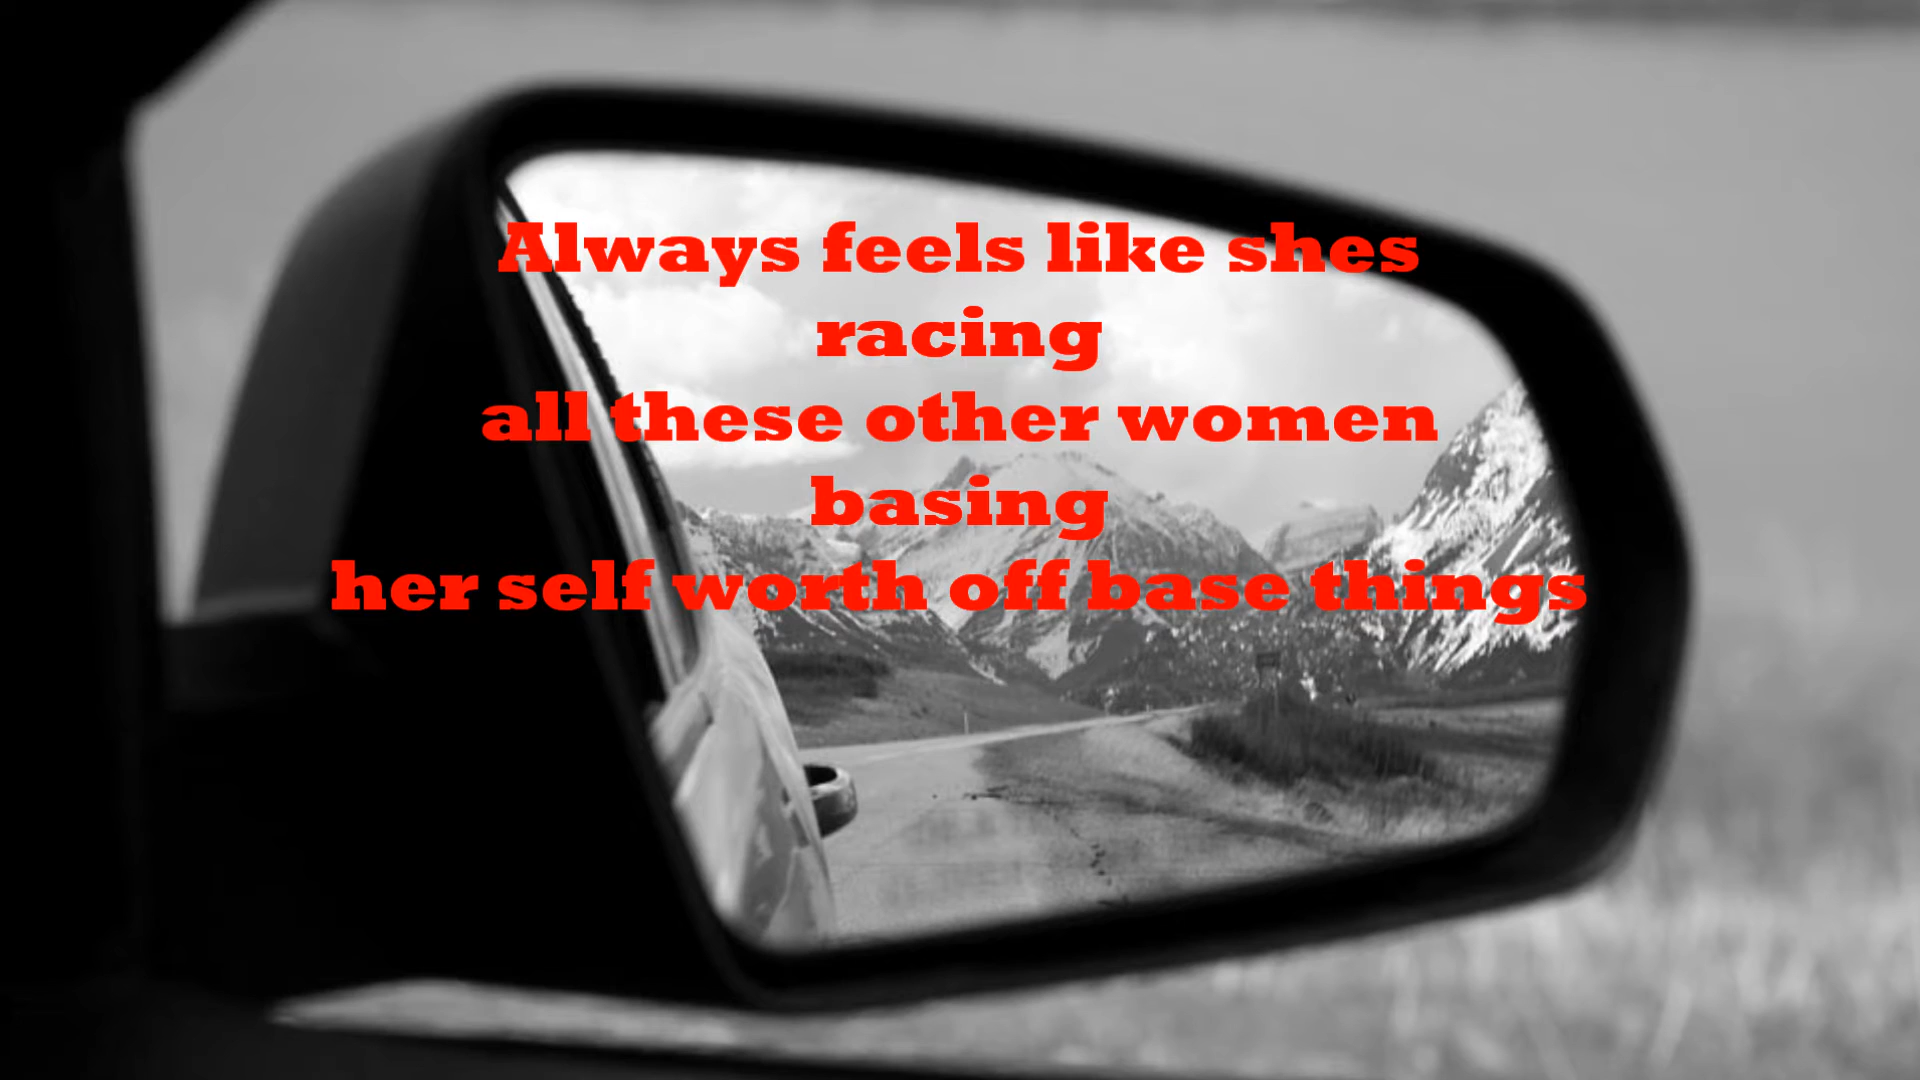 Always feels like shes
racing
all these other women
basing
her self worth off base things